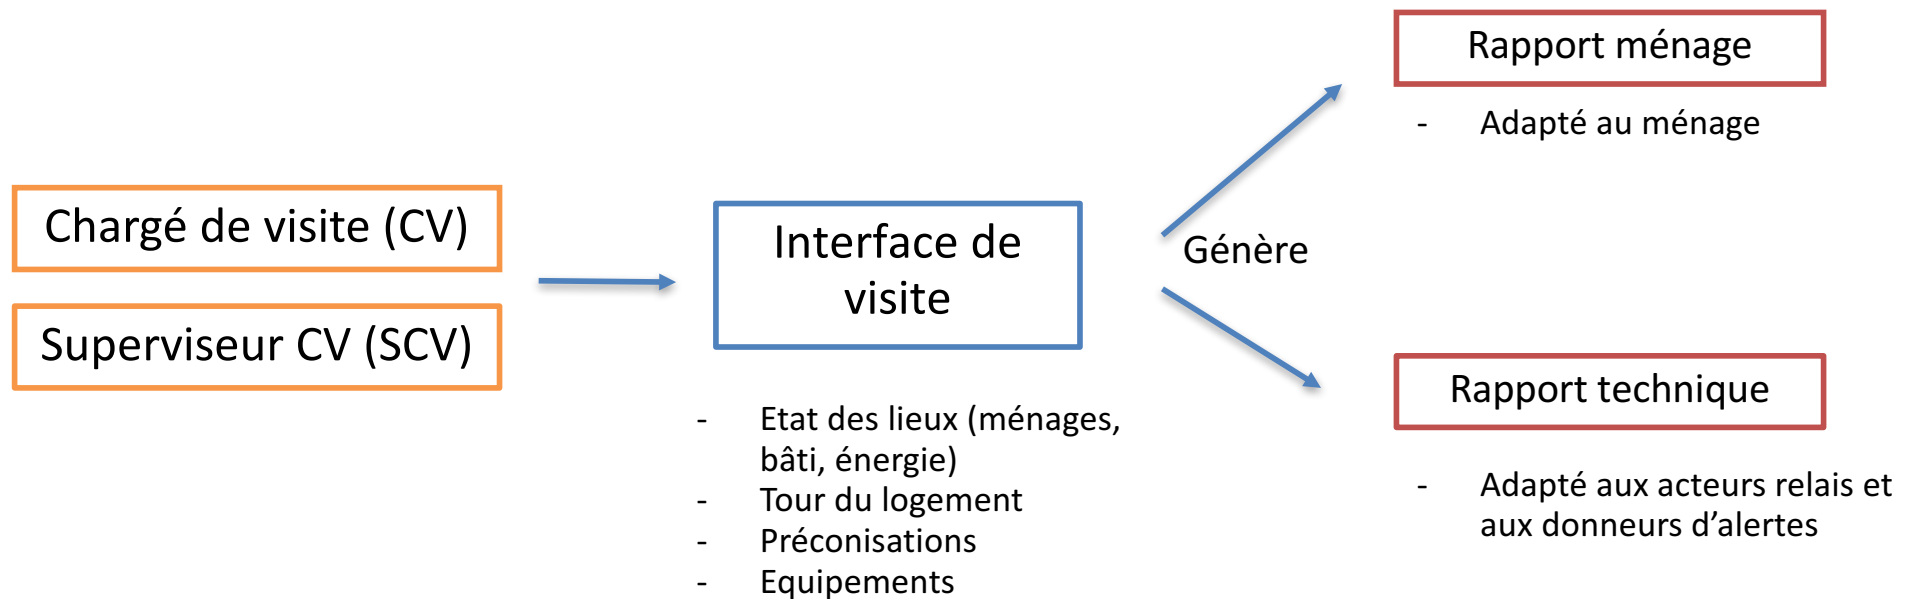 Chargé de visite (CV)
Superviseur CV (SCV)
Interface de
visite
- Etat des lieux (ménages,
bâti, énergie)
- Tour du logement
- Préconisations
- Equipements
Génère
Rapport ménage
- Adapté au ménage
Rapport technique
- Adapté aux acteurs relais et
aux donneurs d’alertes